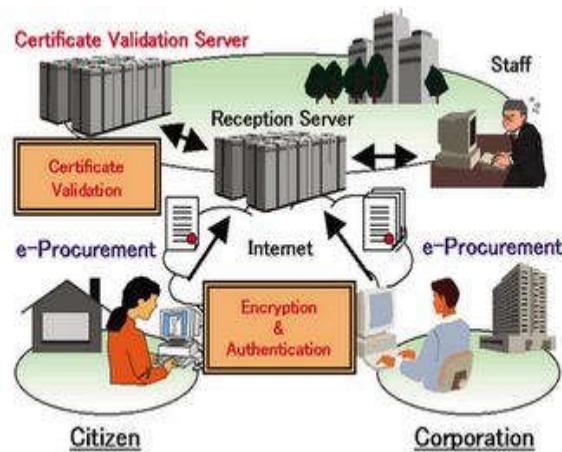 Certificate Validation Server
Staff
Reception Server
Certificate
Validation
e-Procurement
Internet
e-Procurement
Encryption
&
Authentication
Citizen
Corporation